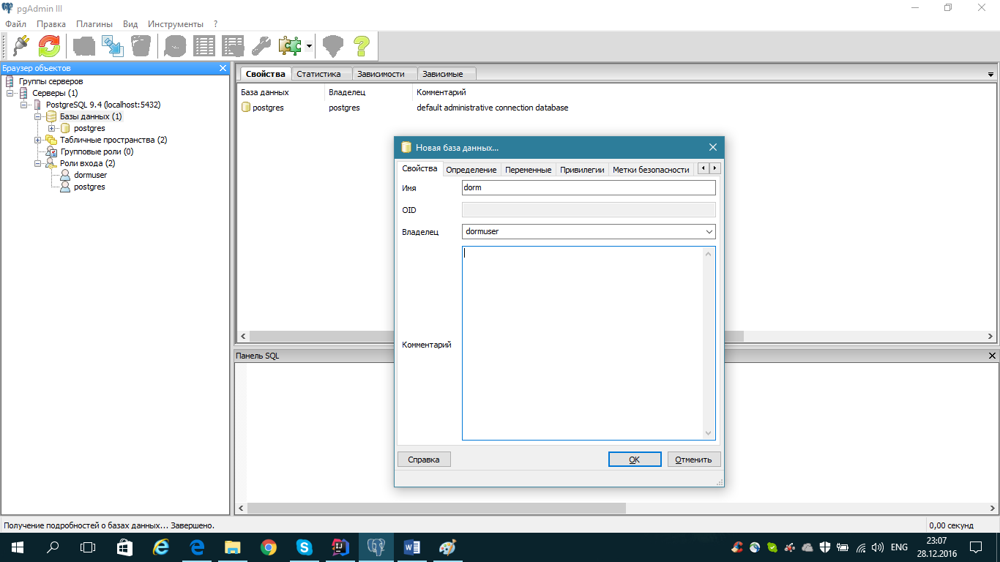 pgAdmin III
Файл Правка Плагины Вид Инструменты ?
Браузер объектов
Группы серверов
Серверы (1)
PostgreSQL 9.4 (localhost:5432)
Базы данных (1)
postgres
Табличные пространства (2)
Групповые роли (0)
Роли входа (2)
dormuser
postgres
Свойства Статистика Зависимости Зависимые
База данных Владелец Комментарий
postgres postgres default administrative connection database
Новая база данных...
Свойства Определение Переменные Привилегии Метки безопасности
Имя dorm
OID
Владелец dormuser
Комментарий
Справка OK Отменить
Панель SQL
Получение подробностей о базах данных... Завершено. 0,00 секунд
ENG 23:07
28.12.2016